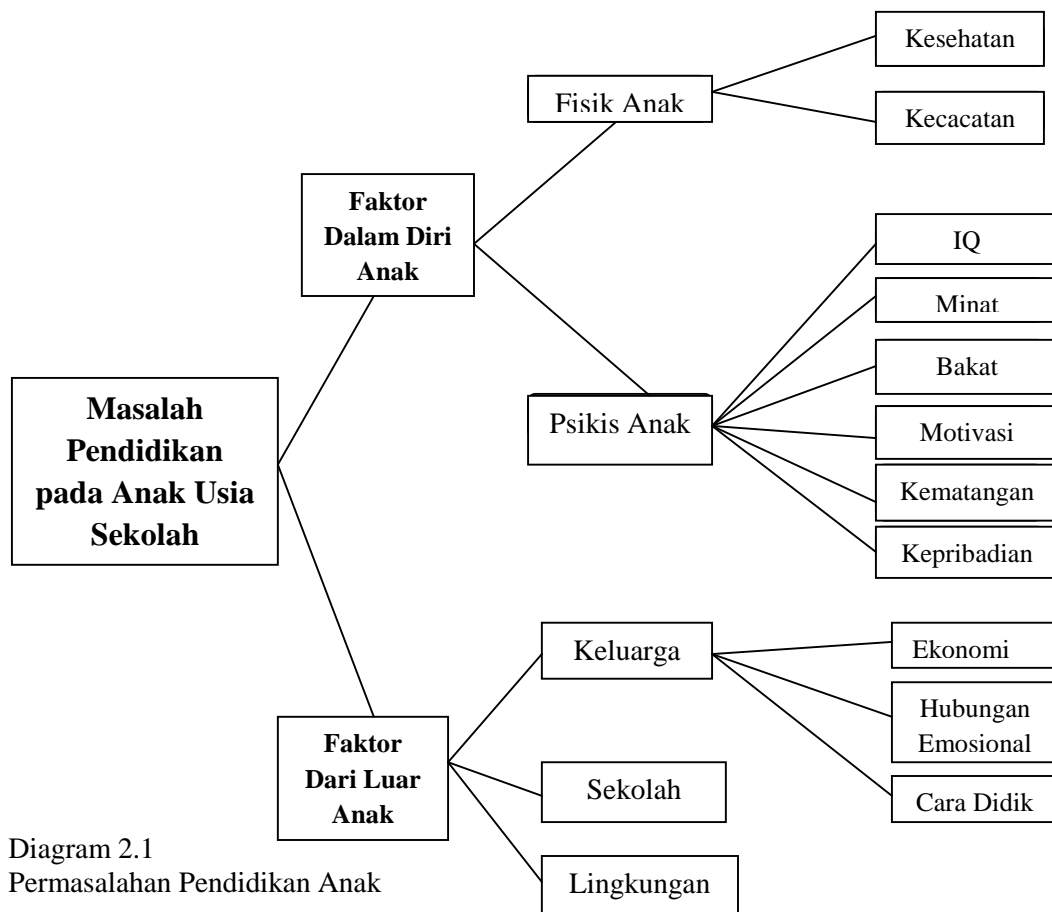 Kesehatan
Fisik Anak
Kecacatan
Faktor
Dalam Diri
Anak
IQ
Minat
Bakat
Psikis Anak
Motivasi
Kematangan
Kepribadian
Masalah
Pendidikan
pada Anak Usia
Sekolah
Keluarga
Ekonomi
Hubungan
Emosional
Cara Didik
Faktor
Dari Luar
Anak
Sekolah
Lingkungan
Diagram 2.1
Permasalahan Pendidikan Anak